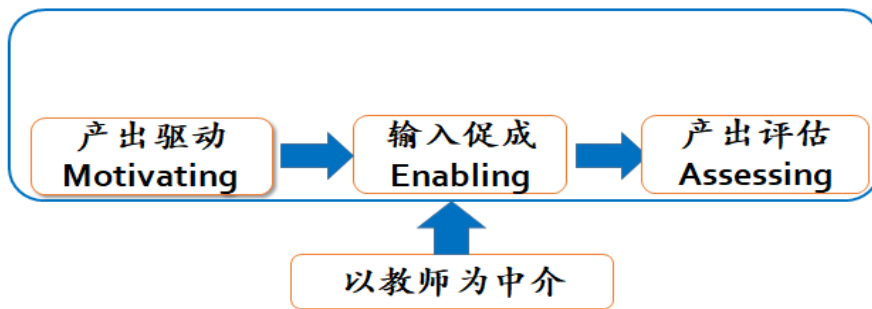 产出驱动
Motivating
输入促成
Enabling
产出评估
Assessing
以教师为中介